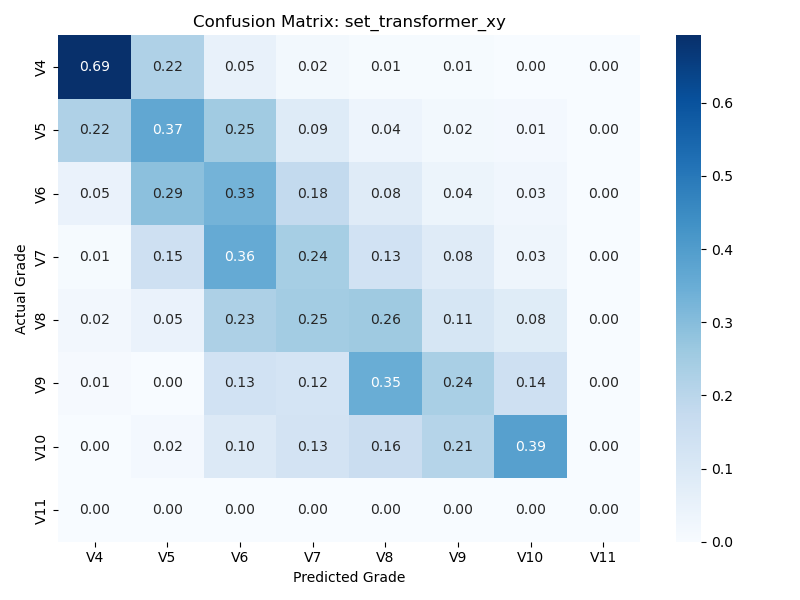 Confusion Matrix: set_transformer_xy
V4 0.69 0.22 0.05 0.02 0.01 0.01 0.00 0.00
V5 0.22 0.37 0.25 0.09 0.04 0.02 0.01 0.00
V6 0.05 0.29 0.33 0.18 0.08 0.04 0.03 0.00
V7 0.01 0.15 0.36 0.24 0.13 0.08 0.03 0.00
V8 0.02 0.05 0.23 0.25 0.26 0.11 0.08 0.00
V9 0.01 0.00 0.13 0.12 0.35 0.24 0.14 0.00
V10 0.00 0.02 0.10 0.13 0.16 0.21 0.39 0.00
V11 0.00 0.00 0.00 0.00 0.00 0.00 0.00 0.00
V4 V5 V6 V7 V8 V9 V10 V11
Predicted Grade
Actual Grade
0.6
0.5
0.4
0.3
0.2
0.1
0.0